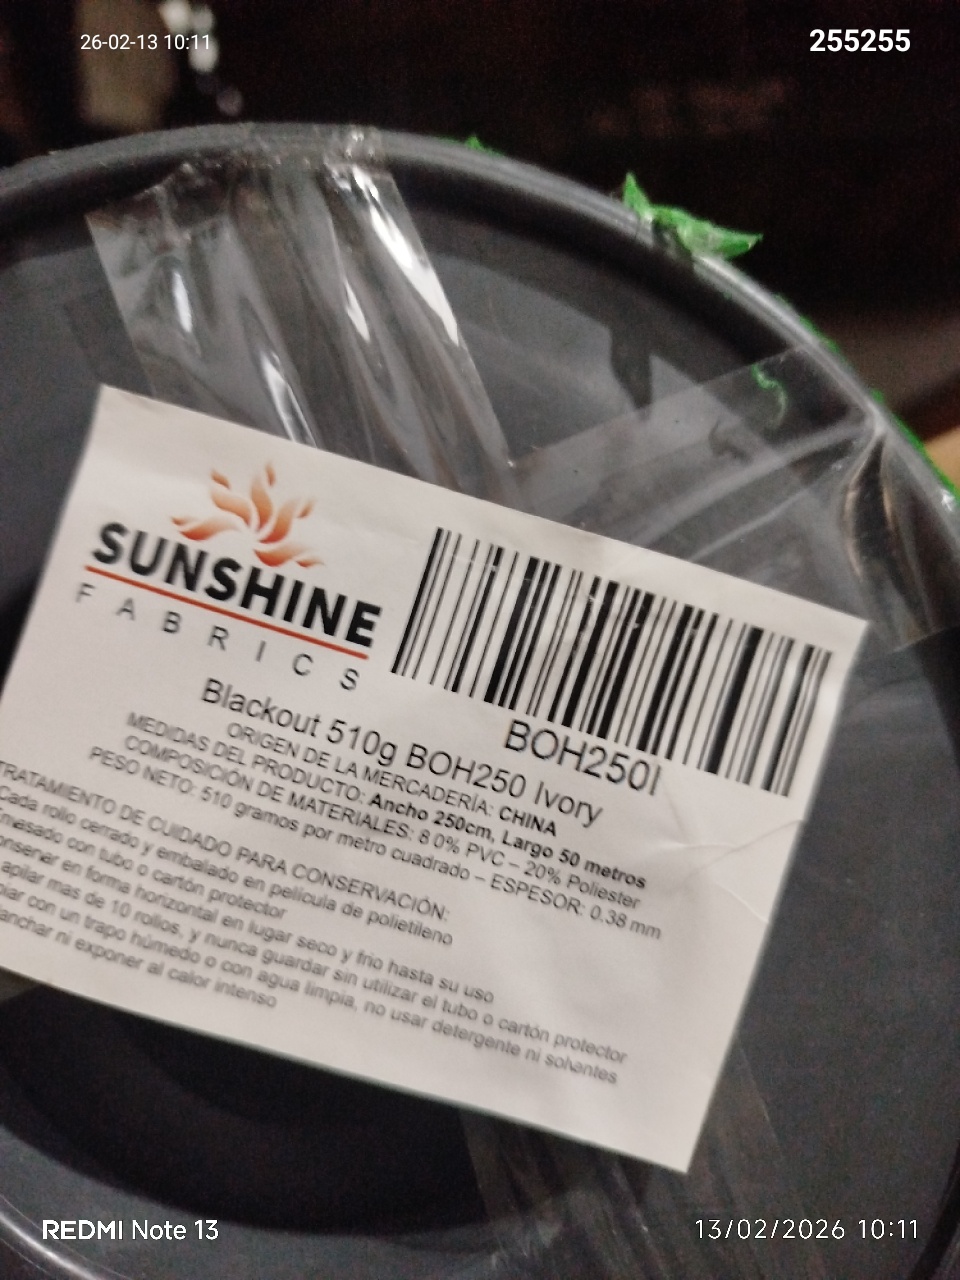 26-02-13 10:11
255255
SUNSHINE
FABRICS
BOH250I
Blackout 510g BOH250 Ivory
ORIGEN DE LA MERCADERÍA: CHINA
MEDIDAS DEL PRODUCTO: Ancho 250cm, Largo 50 metros
COMPOSICIÓN DE MATERIALES: 80% PVC – 20% Poliester
PESO NETO: 510 gramos por metro cuadrado – ESPESOR: 0.38 mm
TRATAMIENTO DE CUIDADO PARA CONSERVACIÓN:
Cada rollo cerrado y embalado en película de polietileno
con tubo o cartón protector
en forma horizontal en lugar seco y frio hasta su uso
apilar mas de 10 rollos, y nunca guardar sin utilizar el tubo o cartón protector
con un trapo húmedo o con agua limpia, no usar detergente ni solventes
ni exponer al calor intenso
REDMI Note 13
13/02/2026 10:11